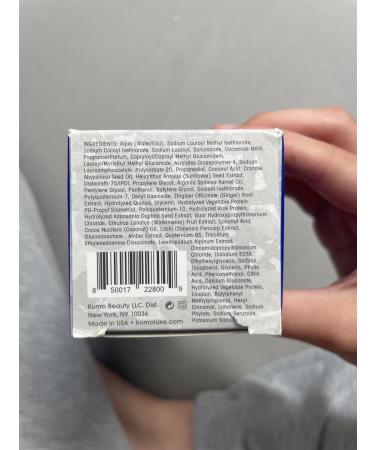 INGREDIENTS: Aqua (Water/Eau), Sodium Lauroyl Methyl Isethionate,
Sodium Cocoyl Isethionate, Sodium Lauroyl, Sarcosinate, Cocamide MIPA,
Fragrance/Parfum, Capryloyl/Caproyl Methyl Glucamizem,
Lauroyl/Myristoyl Methyl Glucamide, Acrylates Crosspolymer-4, Sodium
Lauroamphoacetate, Polysorbate 20, Propanediol, Coconut Acid, Crambe
Abyssinica Seed Oil, Helianthus Annuus (Sunflower) Seed Extract,
Disteareth-75/IPDI, Propylene Glycol, Argania Spinosa Kernel Oil,
Pentylene Glycol, Panthenol, Butylene Glycol, Sodium Isethionate,
Polyquaternium-7, Decyl Glucoside, Zingiber Officinale (Ginger) Root
Extract, Hydrolyzed Quinoa, Glycerin, Hydrolyzed Vegetable Protein
PG-Propyl Silanetriol, Polyquaternium-10, Hydrolyzed Rice Protein,
Hydrolyzed Adansonia Digitata Seed Extract, Guar Hydroxypropyltrimonium
Chloride, Citrullus Lanatus (Watermelon) Fruit Extract, Coconut Acid,
Cocos Nucifera (Coconut) Oil, Litchi Chinensis Pericarp Extract,
Gluconolactone, Amber Extract, Quaternium-95, Trisodium
Ethylenediamine Disuccinate, Leontopodium Alpinum Extract,
Cinnamidopropyltrimonium
Chloride, Disodium EDTA,
Ethylhexylglycerin, Sorbitol,
Tocopherol, Glycerin, Phytic
Acid, Phenoxyethanol, Citric
Acid, Calcium Gluconate,
Hydrolyzed Vegetable Protein,
Linalool, Butylphenyl
Methylpropional, Hexyl
Cinnamal, Limonene, Sodium
Phytate, Sodium Benzoate,
Potassium Sorbate
8 50017 22800 9
Kumo Beauty LLC. Dist.
New York, NY, 10036
Made in USA • kumoluxe.com